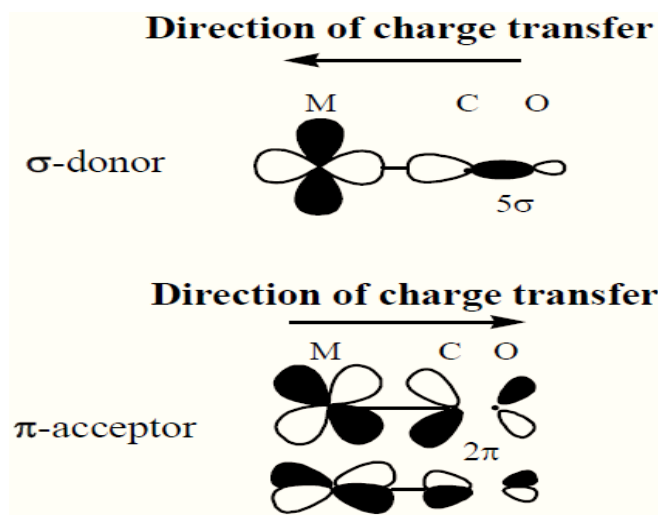 Direction of charge transfer
M C O
σ-donor
5σ
Direction of charge transfer
M C O
π-acceptor
2π